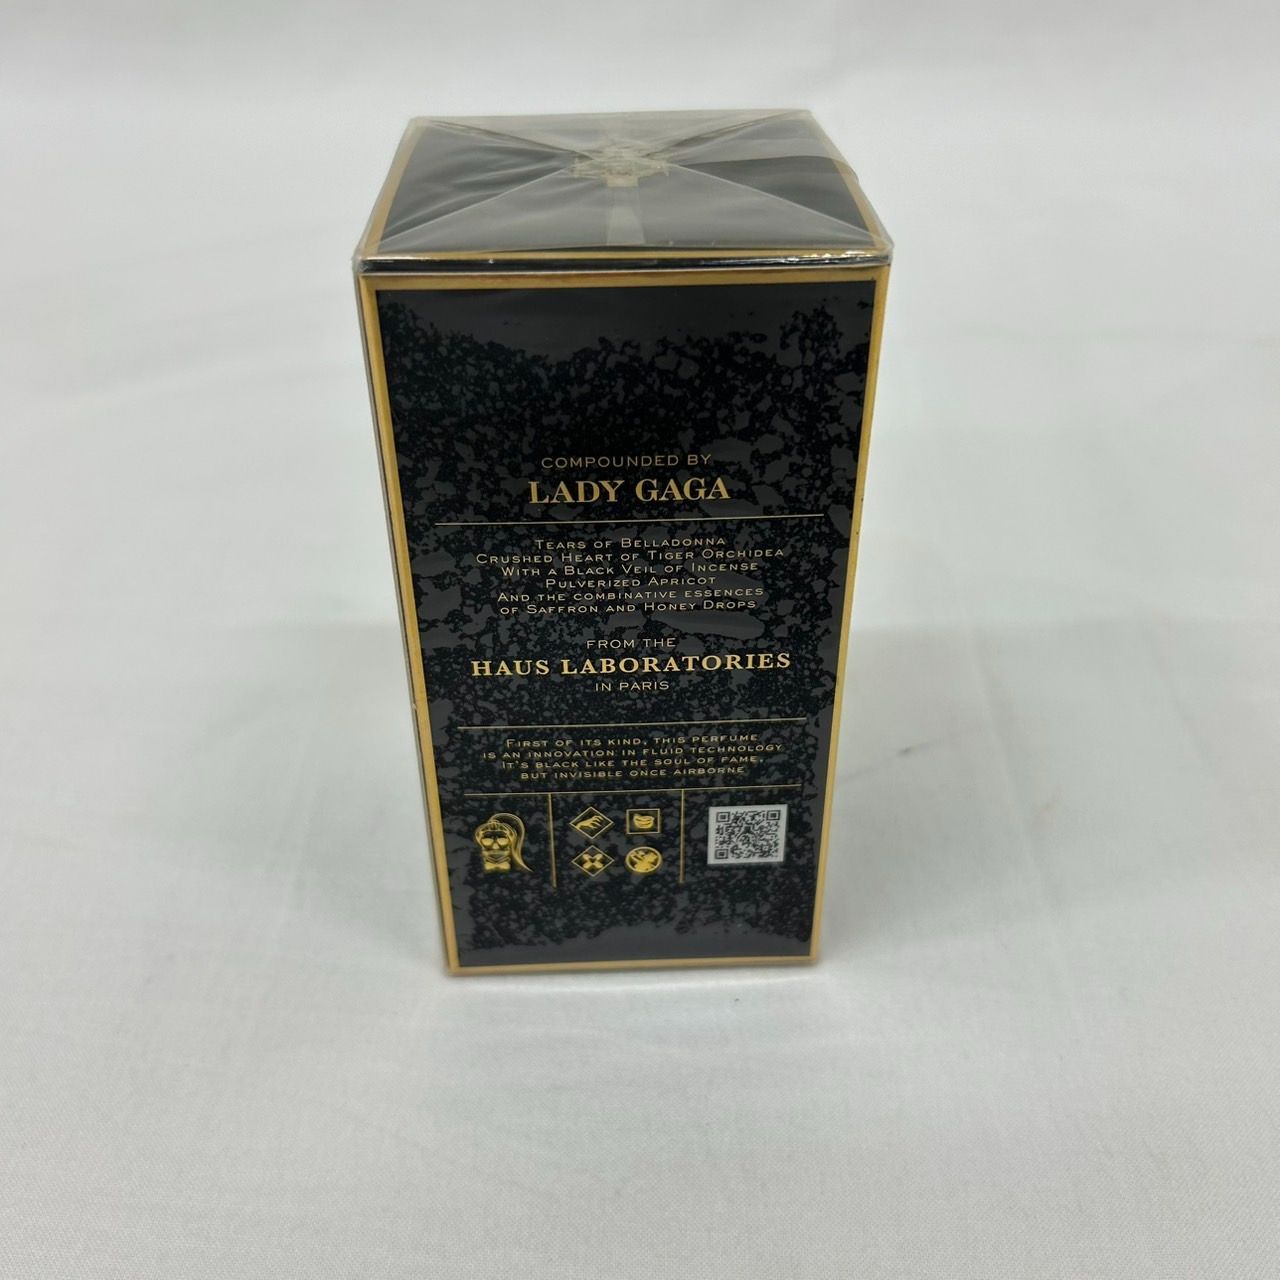 COMPOUNDED BY
LADY GAGA
TEARS OF BELLADONNA
CRUSHED HEART OF TIGER ORCHIDEA
WITH A BLACK VEIL OF INCENSE
PULVERIZED APRICOT
AND THE COMBINATIVE ESSENCES
OF SAFFRON AND HONEY DROPS
FROM THE
HAUS LABORATORIES
IN PARIS
FIRST OF ITS KIND, THIS PERFUME
IS AN INNOVATION IN FLUID TECHNOLOGY
IT'S BLACK LIKE THE SOUL OF FAME,
BUT INVISIBLE ONCE AIRBORNE